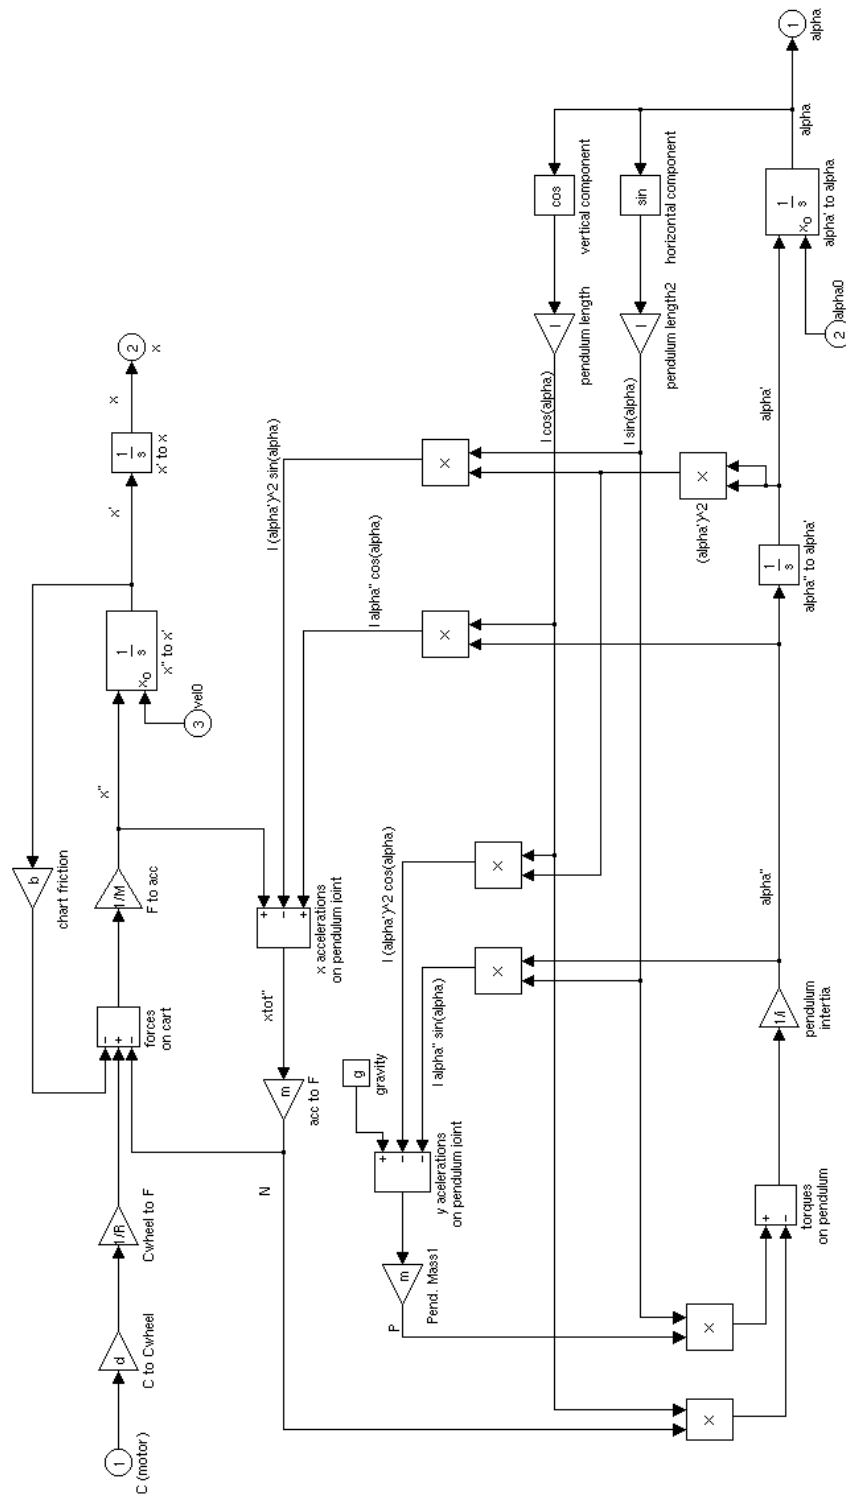 b
chart friction
1
C (motor)
d
C to Cwheel
1/R
Cwheel to F
−
+
−
forces
on cart
1/M
F to acc
x''
1
s
xo
x'' to x'
3
vel0
x'
1
s
x' to x
x
2
x
N
m
acc to F
xtot''
+
−
+
x accelerations
on pendulum joint
l (alpha')^2 sin(alpha)
l alpha'' cos(alpha)
g
gravity
P
m
Pend. Mass1
+
−
−
y acelerations
on pendulum joint
l (alpha')^2 cos(alpha)
l alpha'' sin(alpha)
×
×
×
×
l cos(alpha)
l
pendulum length
cos
vertical component
l sin(alpha)
l
pendulum length2
sin
horizontal component
×
×
×
(alpha')^2
+
−
torques
on pendulum
1/i
pendulum
intertia
alpha''
1
s
alpha'' to alpha'
alpha'
2
alpha0
1
s
xo
alpha' to alpha
alpha
1
alpha